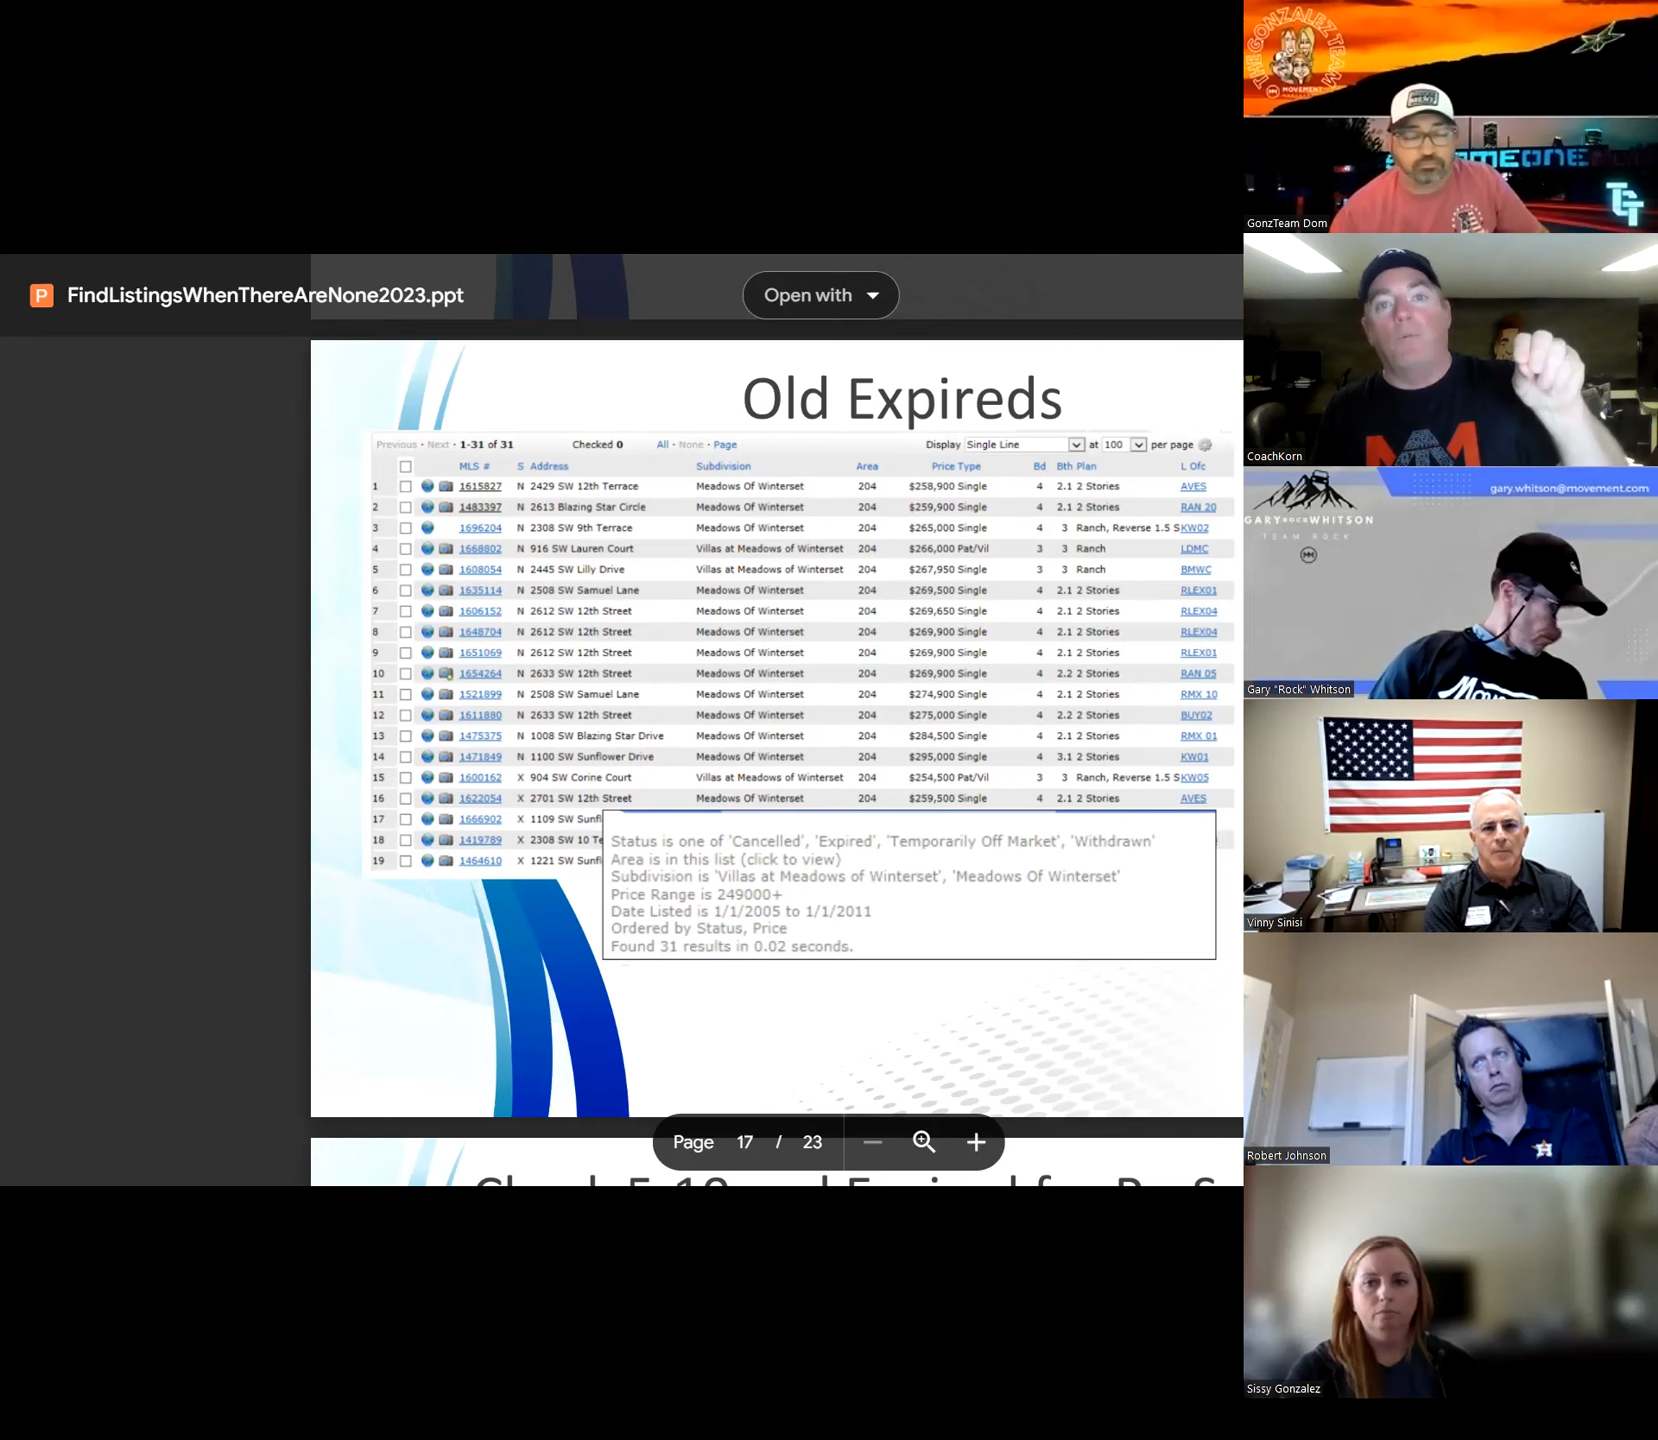 FindListingsWhenThereAreNone2023.ppt
Open with
Old Expireds
Previous · Next · 1-31 of 31 Checked 0 All · None · Page Display Single Line at 100 per page
MLS # S Address Subdivision Area Price Type Bd Bth Plan L Ofc
1 1615827 N 2429 SW 12th Terrace Meadows Of Winterset 204 $258,900 Single 4 2.1 2 Stories AVES
2 1483397 N 2613 Blazing Star Circle Meadows Of Winterset 204 $259,900 Single 4 2.1 2 Stories RAN 20
3 1696204 N 2308 SW 9th Terrace Meadows Of Winterset 204 $265,000 Single 4 3 Ranch, Reverse 1.5 S KW02
4 1668802 N 916 SW Lauren Court Villas at Meadows of Winterset 204 $266,000 Pat/Vil 3 3 Ranch LDMC
5 1608054 N 2445 SW Lilly Drive Villas at Meadows of Winterset 204 $267,950 Single 3 3 Ranch BMWC
6 1635114 N 2508 SW Samuel Lane Meadows Of Winterset 204 $269,500 Single 4 2.1 2 Stories RLEX01
7 1606152 N 2612 SW 12th Street Meadows Of Winterset 204 $269,650 Single 4 2.1 2 Stories RLEX04
8 1648704 N 2612 SW 12th Street Meadows Of Winterset 204 $269,900 Single 4 2.1 2 Stories RLEX04
9 1651069 N 2612 SW 12th Street Meadows Of Winterset 204 $269,900 Single 4 2.1 2 Stories RLEX01
10 1654264 N 2633 SW 12th Street Meadows Of Winterset 204 $269,900 Single 4 2.2 2 Stories RAN 05
11 1521899 N 2508 SW Samuel Lane Meadows Of Winterset 204 $274,900 Single 4 2.1 2 Stories RMX 10
12 1611880 N 2633 SW 12th Street Meadows Of Winterset 204 $275,000 Single 4 2.2 2 Stories BUY02
13 1475375 N 1008 SW Blazing Star Drive Meadows Of Winterset 204 $284,500 Single 4 2.1 2 Stories RMX 01
14 1471849 N 1100 SW Sunflower Drive Meadows Of Winterset 204 $295,000 Single 4 3.1 2 Stories KW01
15 1600162 X 904 SW Corine Court Villas at Meadows of Winterset 204 $254,500 Pat/Vil 3 3 Ranch, Reverse 1.5 S KW05
16 1622054 X 2701 SW 12th Street Meadows Of Winterset 204 $259,500 Single 4 2.1 2 Stories AVES
17 1666902 X 1109 SW Sunfl
18 1419789 X 2308 SW 10 Te
19 1464610 X 1221 SW Sunfl
Status is one of 'Cancelled', 'Expired', 'Temporarily Off Market', 'Withdrawn'
Area is in this list (click to view)
Subdivision is 'Villas at Meadows of Winterset', 'Meadows Of Winterset'
Price Range is 249000+
Date Listed is 1/1/2005 to 1/1/2011
Ordered by Status, Price
Found 31 results in 0.02 seconds.
Page 17 / 23
THE GONZALEZ TEAM
MOVEMENT
TGT
GonzTeam Dom
CoachKorn
gary.whitson@movement.com
GARY ROCK WHITSON
TEAM ROCK
Gary "Rock" Whitson
Vinny Sinisi
Robert Johnson
Sissy Gonzalez